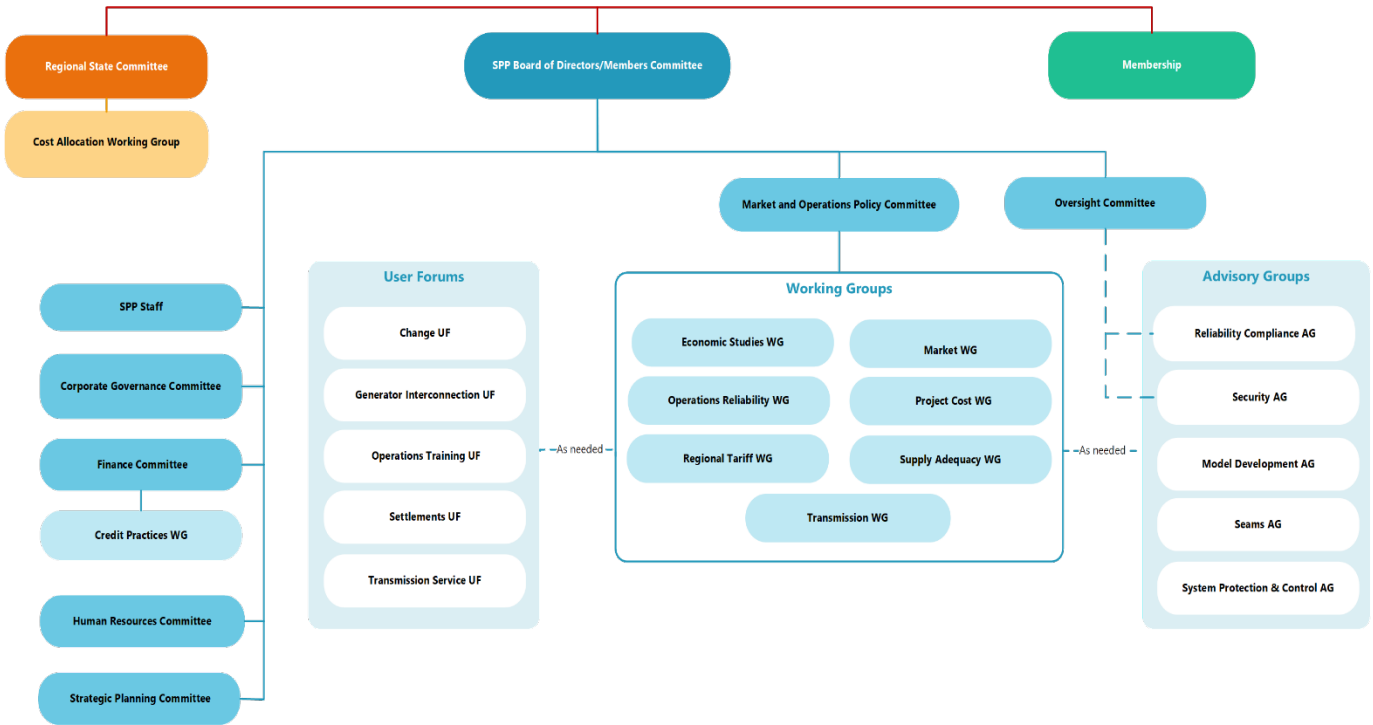 Regional State Committee
SPP Board of Directors/Members Committee
Membership
Cost Allocation Working Group
Market and Operations Policy Committee
Oversight Committee
SPP Staff
Corporate Governance Committee
Finance Committee
Credit Practices WG
Human Resources Committee
Strategic Planning Committee
User Forums
Change UF
Generator Interconnection UF
Operations Training UF
Settlements UF
Transmission Service UF
As needed
Working Groups
Economic Studies WG
Market WG
Operations Reliability WG
Project Cost WG
Regional Tariff WG
Supply Adequacy WG
Transmission WG
As needed
Advisory Groups
Reliability Compliance AG
Security AG
Model Development AG
Seams AG
System Protection & Control AG